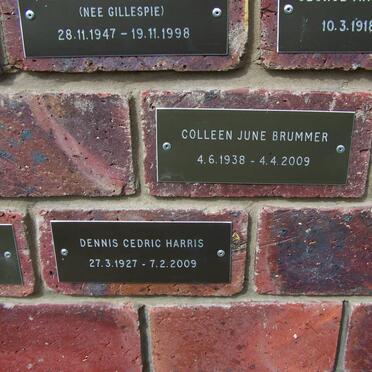 (NEE GILLESPIE)
28.11.1947 - 19.11.1998
10.3.1918
COLLEEN JUNE BRUMMER
4.6.1938 - 4.4.2009
DENNIS CEDRIC HARRIS
27.3.1927 - 7.2.2009